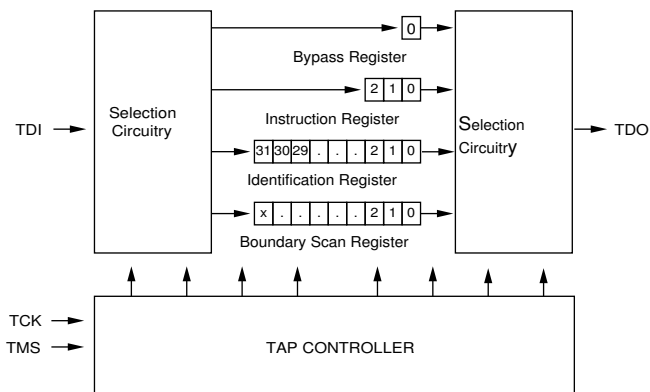 0
Bypass Register
2 1 0
Instruction Register
Selection
Circuitry
TDI
31 30 29 . . . 2 1 0
Identification Register
x . . . . . 2 1 0
Boundary Scan Register
Selection
Circuitry
TDO
TCK
TMS
TAP CONTROLLER